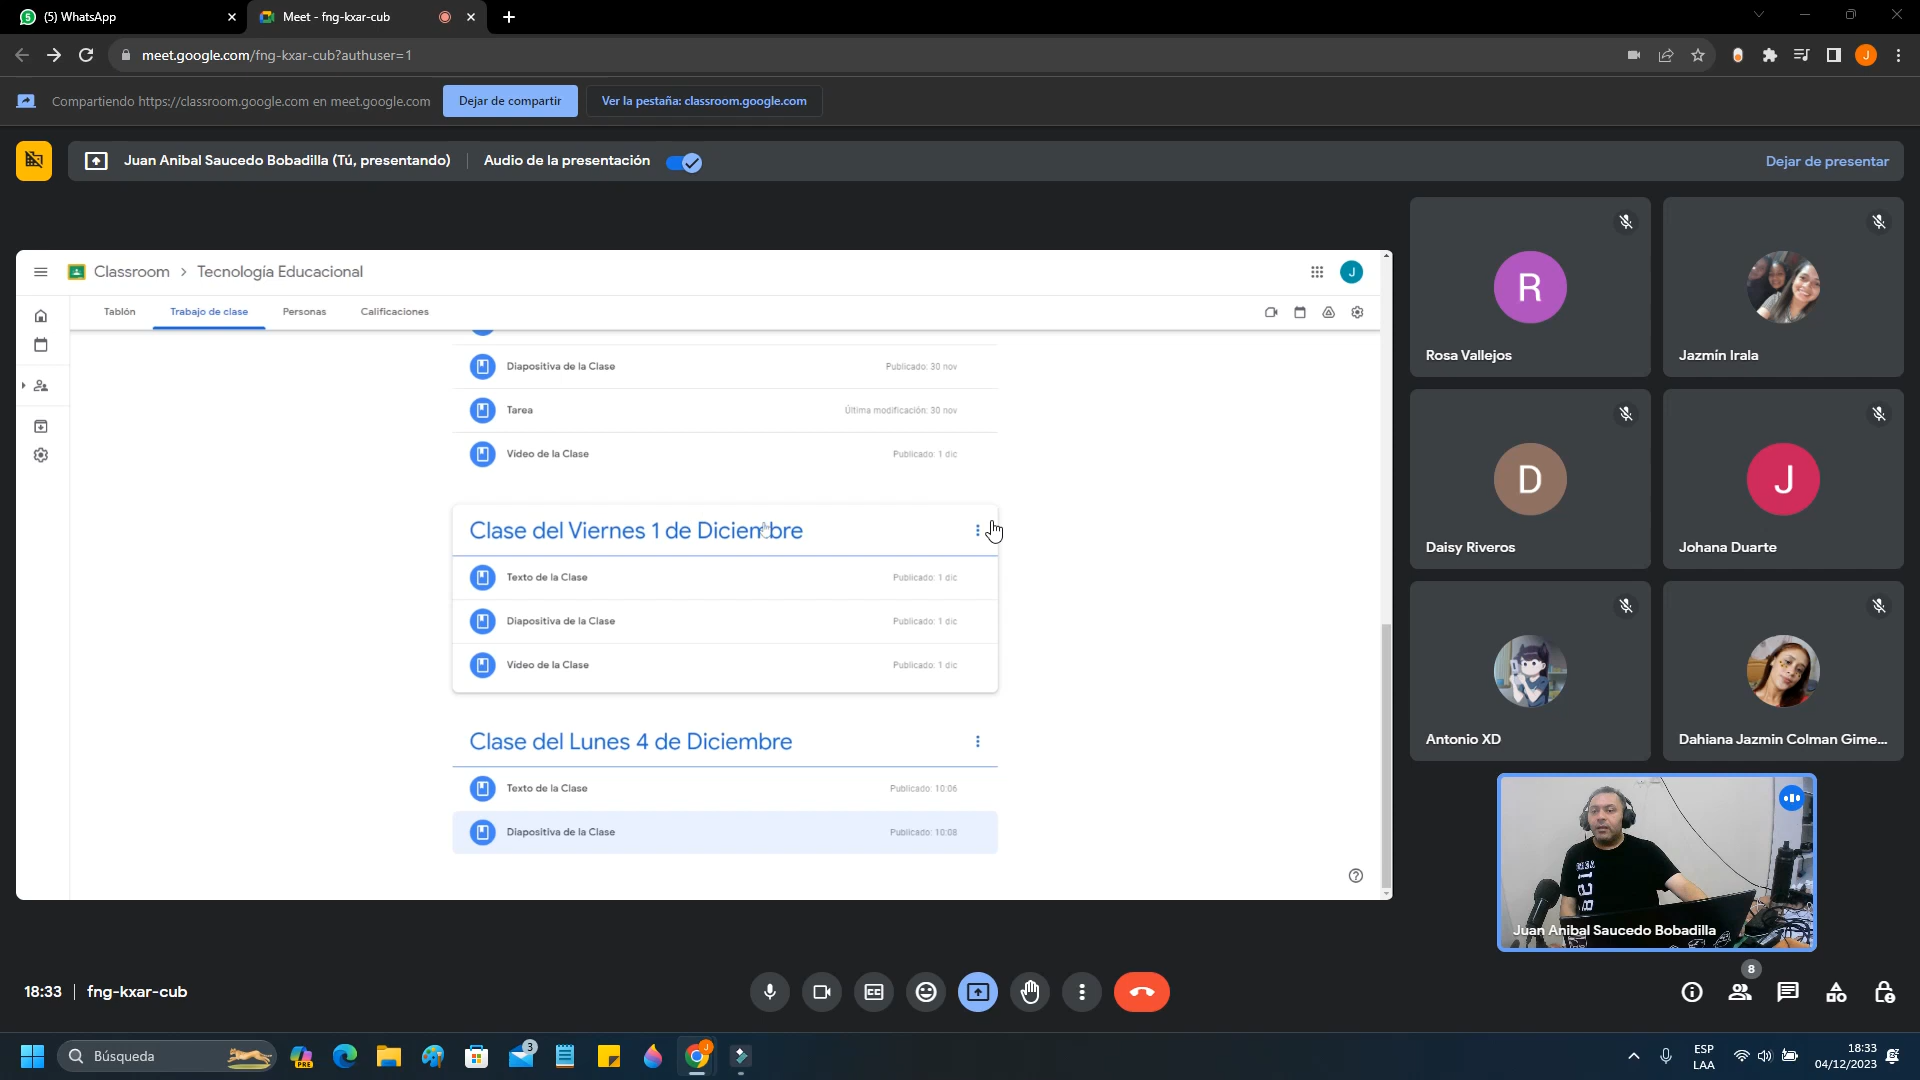 (5) WhatsApp
Meet - fng-kxar-cub
meet.google.com/fng-kxar-cub?authuser=1
J
Compartiendo https://classroom.google.com en meet.google.com
Dejar de compartir
Ver la pestaña: classroom.google.com
Juan Anibal Saucedo Bobadilla (Tú, presentando)
Audio de la presentación
Dejar de presentar
Classroom > Tecnología Educacional
J
Tablón
Trabajo de clase
Personas
Calificaciones
Diapositiva de la Clase
Publicado: 30 nov
Tarea
Última modificación: 30 nov
Video de la Clase
Publicado: 1 dic
Clase del Viernes 1 de Diciembre
Texto de la Clase
Publicado: 1 dic
Diapositiva de la Clase
Publicado: 1 dic
Video de la Clase
Publicado: 1 dic
Clase del Lunes 4 de Diciembre
Texto de la Clase
Publicado: 10:06
Diapositiva de la Clase
Publicado: 10:08
R
Rosa Vallejos
Jazmín Irala
D
Daisy Riveros
J
Johana Duarte
Antonio XD
Dahiana Jazmin Colman Gime...
Juan Anibal Saucedo Bobadilla
18:33 | fng-kxar-cub
8
Búsqueda
PRE
3
J
ESP
LAA
18:33
04/12/2023